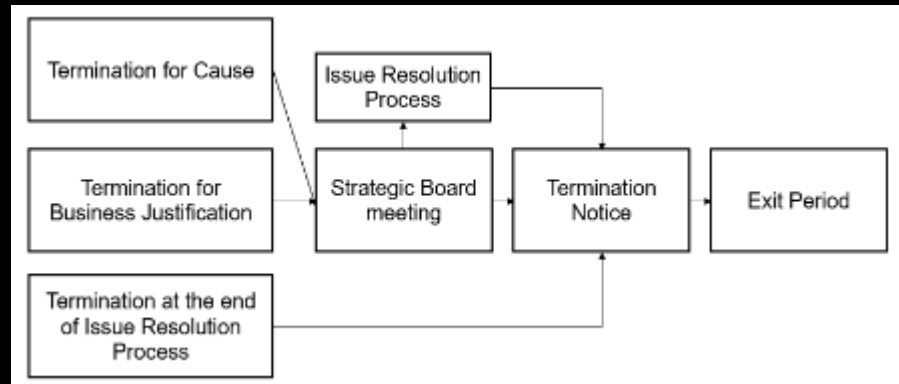 Termination for Cause
Issue Resolution
Process
Termination for
Business Justification
Strategic Board
meeting
Termination
Notice
Exit Period
Termination at the end
of Issue Resolution
Process